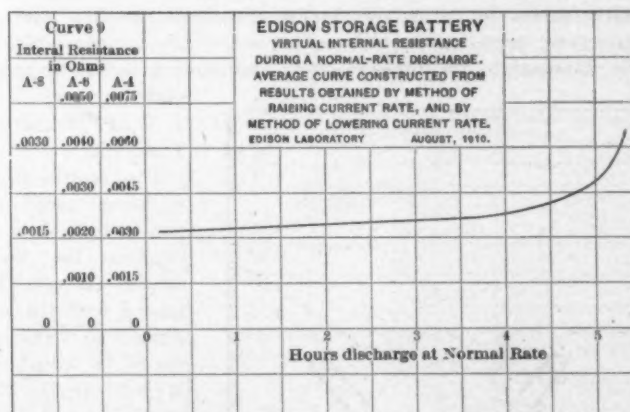 Curve 9
Interal Resistance
in Ohms
A-8 A-6 A-4
.0050 .0075
.0030 .0040 .0060
.0030 .0045
.0015 .0020 .0030
.0010 .0015
0 0 0
EDISON STORAGE BATTERY
VIRTUAL INTERNAL RESISTANCE
DURING A NORMAL-RATE DISCHARGE.
AVERAGE CURVE CONSTRUCTED FROM
RESULTS OBTAINED BY METHOD OF
RAISING CURRENT RATE, AND BY
METHOD OF LOWERING CURRENT RATE.
EDISON LABORATORY AUGUST, 1910.
0 1 2 3 4 5
Hours discharge at Normal Rate